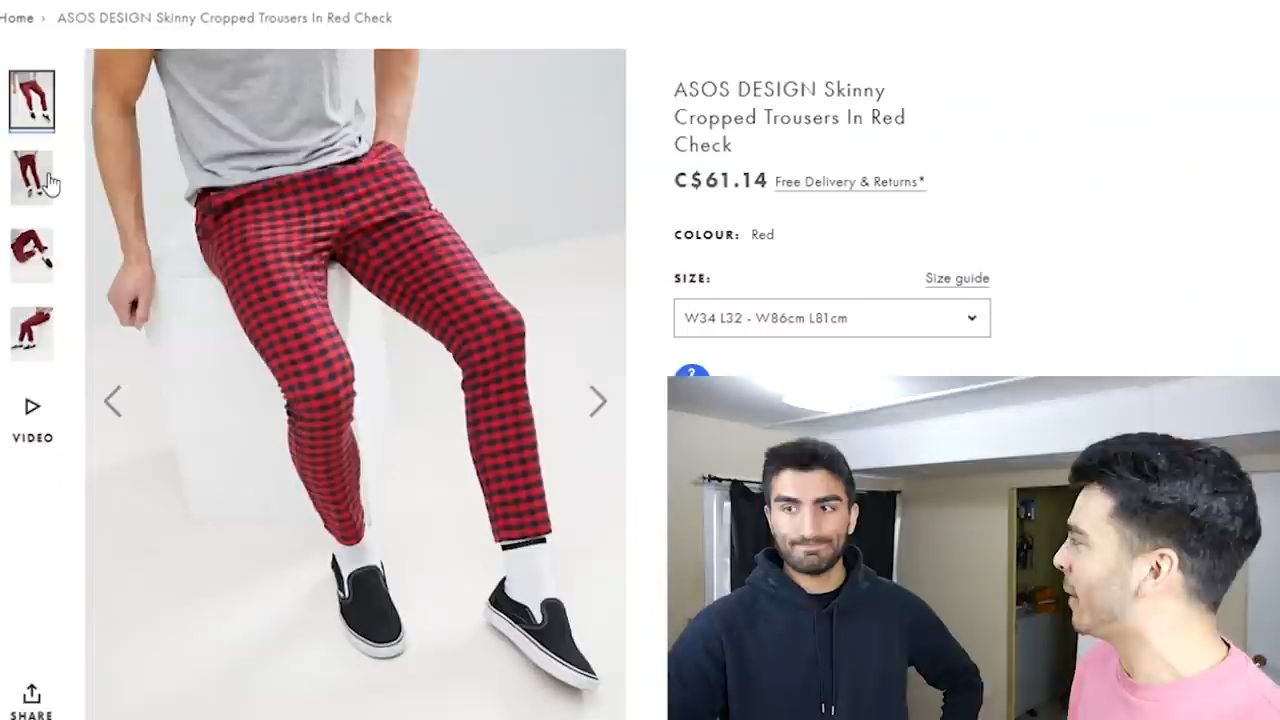 Home › ASOS DESIGN Skinny Cropped Trousers In Red Check
ASOS DESIGN Skinny
Cropped Trousers In Red
Check
C$61.14 Free Delivery & Returns*
COLOUR: Red
SIZE: Size guide
W34 L32 - W86cm L81cm
?
VIDEO
SHARE